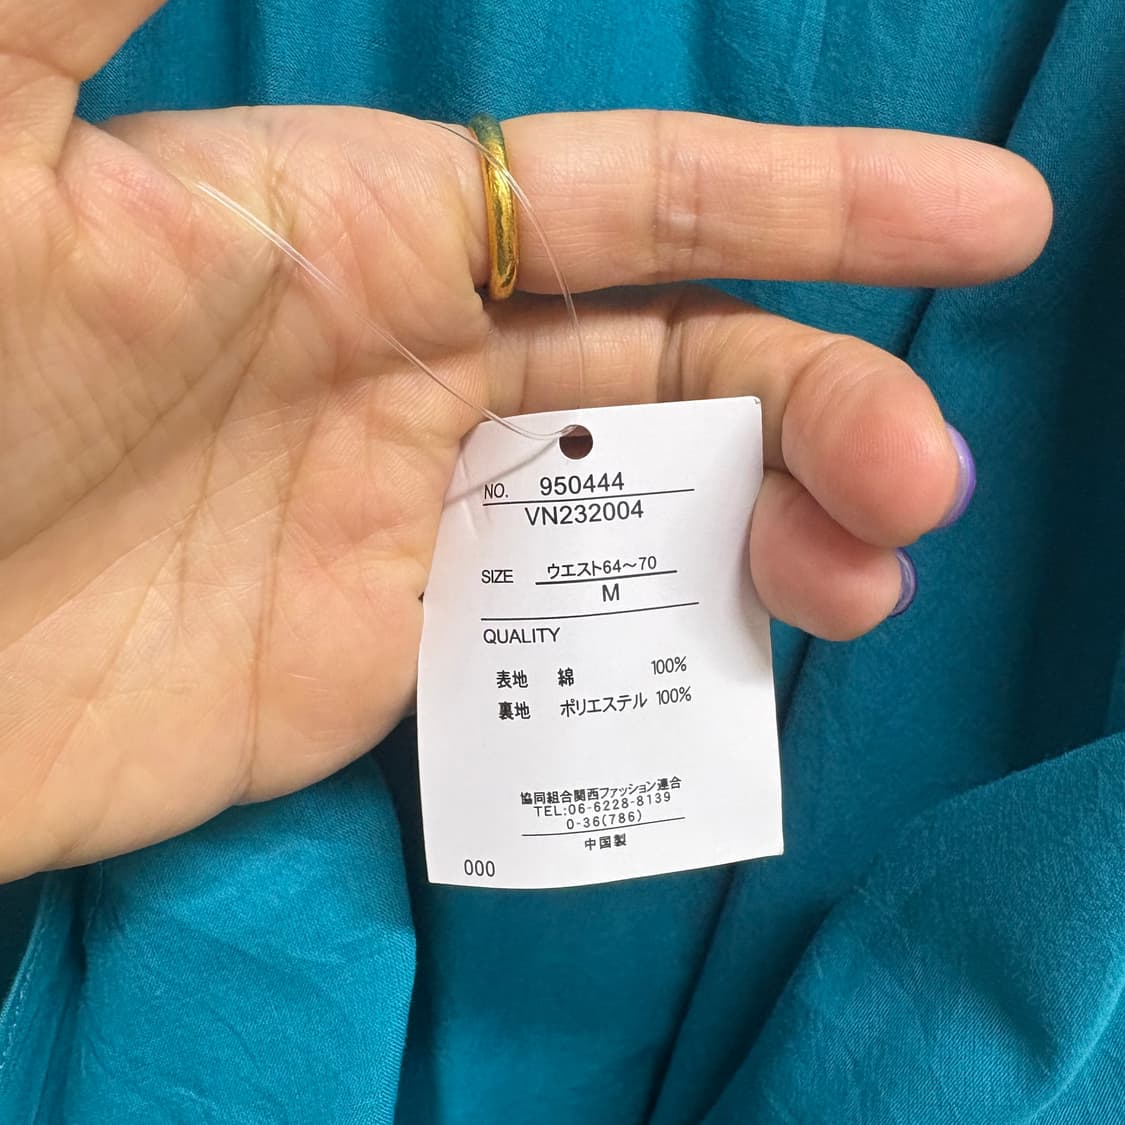 NO. 950444
VN232004
SIZE ウエスト64～70
M
QUALITY
表地 綿 100%
裏地 ポリエステル 100%
協同組合関西ファッション連合
TEL:06-6228-8139
0-36(786)
中国製
000